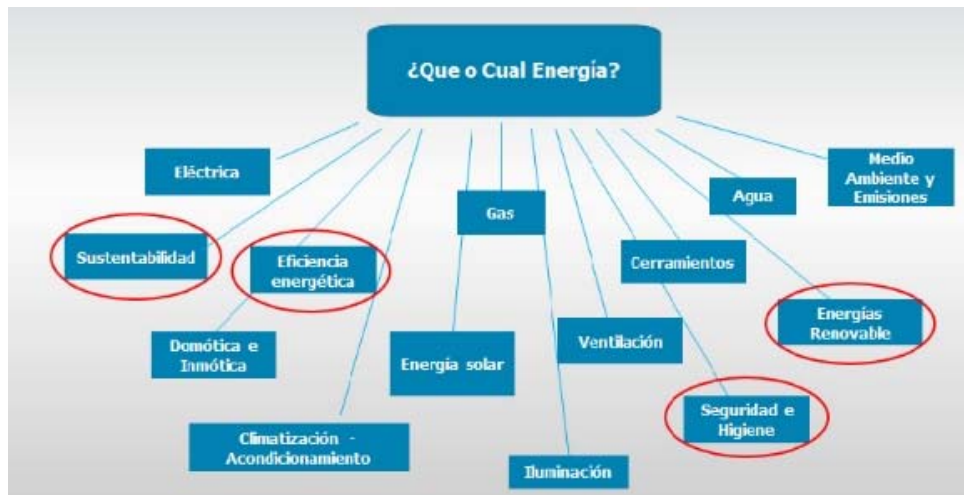 ¿Que o Cual Energía?
Eléctrica
Medio
Ambiente y
Emisiones
Agua
Gas
Sustentabilidad
Eficiencia
energética
Cerramientos
Energías
Renovable
Domótica e
Inmótica
Energía solar
Ventilación
Seguridad e
Higiene
Climatización -
Acondicionamiento
Iluminación